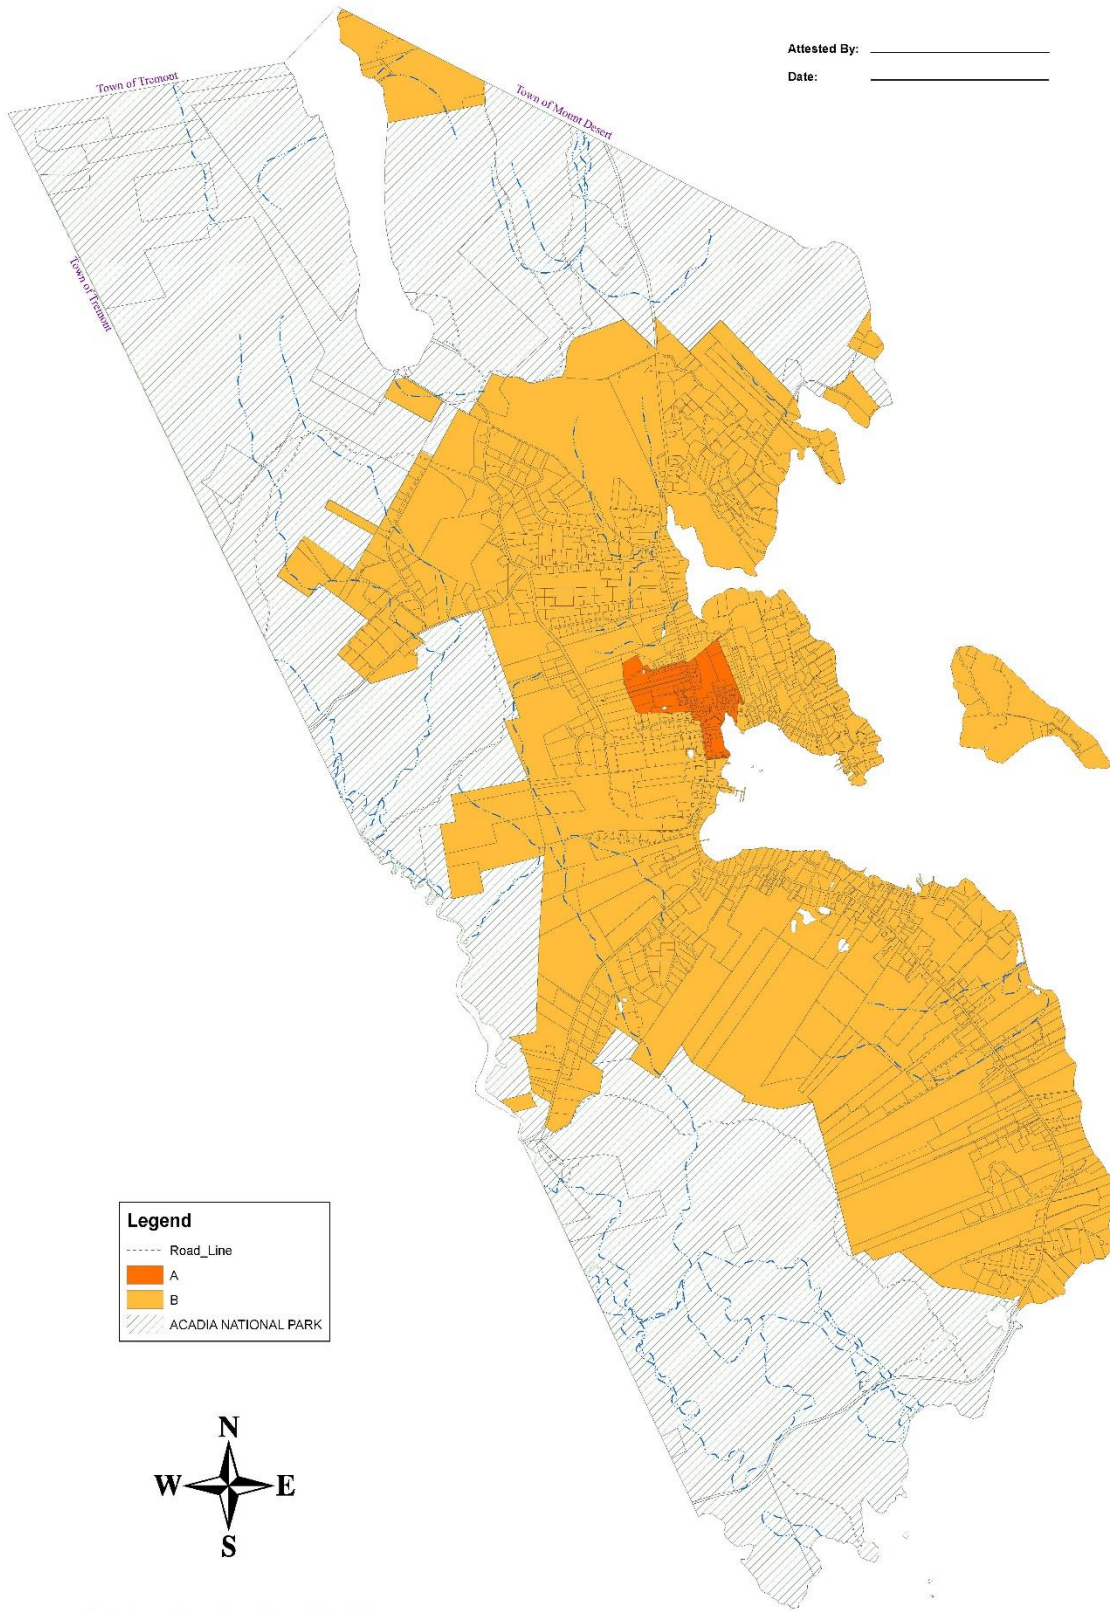 Attested By:
Date:
Town of Tremont
Town of Mount Desert
Town of Tremont
Legend
Road_Line
A
B
ACADIA NATIONAL PARK
N
W E
S